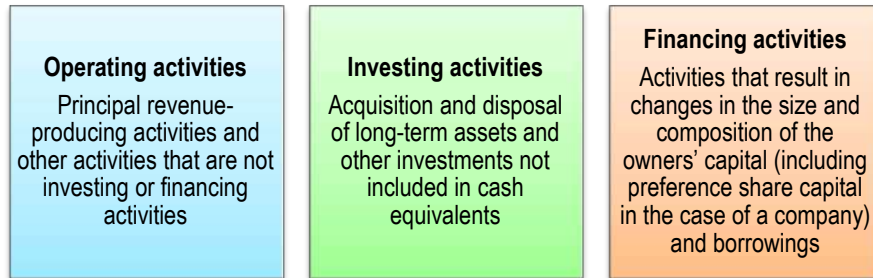 Operating activities
Principal revenue-
producing activities and
other activities that are not
investing or financing
activities
Investing activities
Acquisition and disposal
of long-term assets and
other investments not
included in cash
equivalents
Financing activities
Activities that result in
changes in the size and
composition of the
owners’ capital (including
preference share capital
in the case of a company)
and borrowings